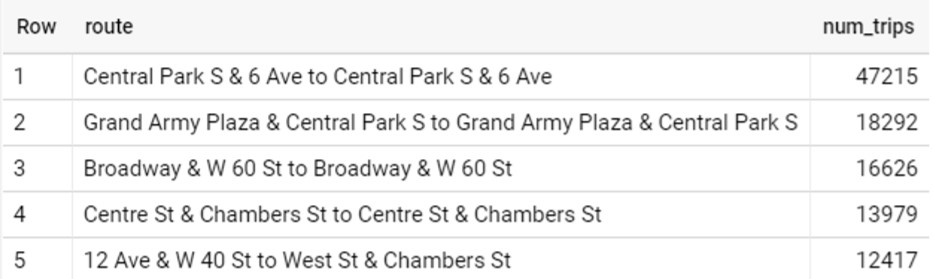 Row route num_trips
1 Central Park S & 6 Ave to Central Park S & 6 Ave 47215
2 Grand Army Plaza & Central Park S to Grand Army Plaza & Central Park S 18292
3 Broadway & W 60 St to Broadway & W 60 St 16626
4 Centre St & Chambers St to Centre St & Chambers St 13979
5 12 Ave & W 40 St to West St & Chambers St 12417